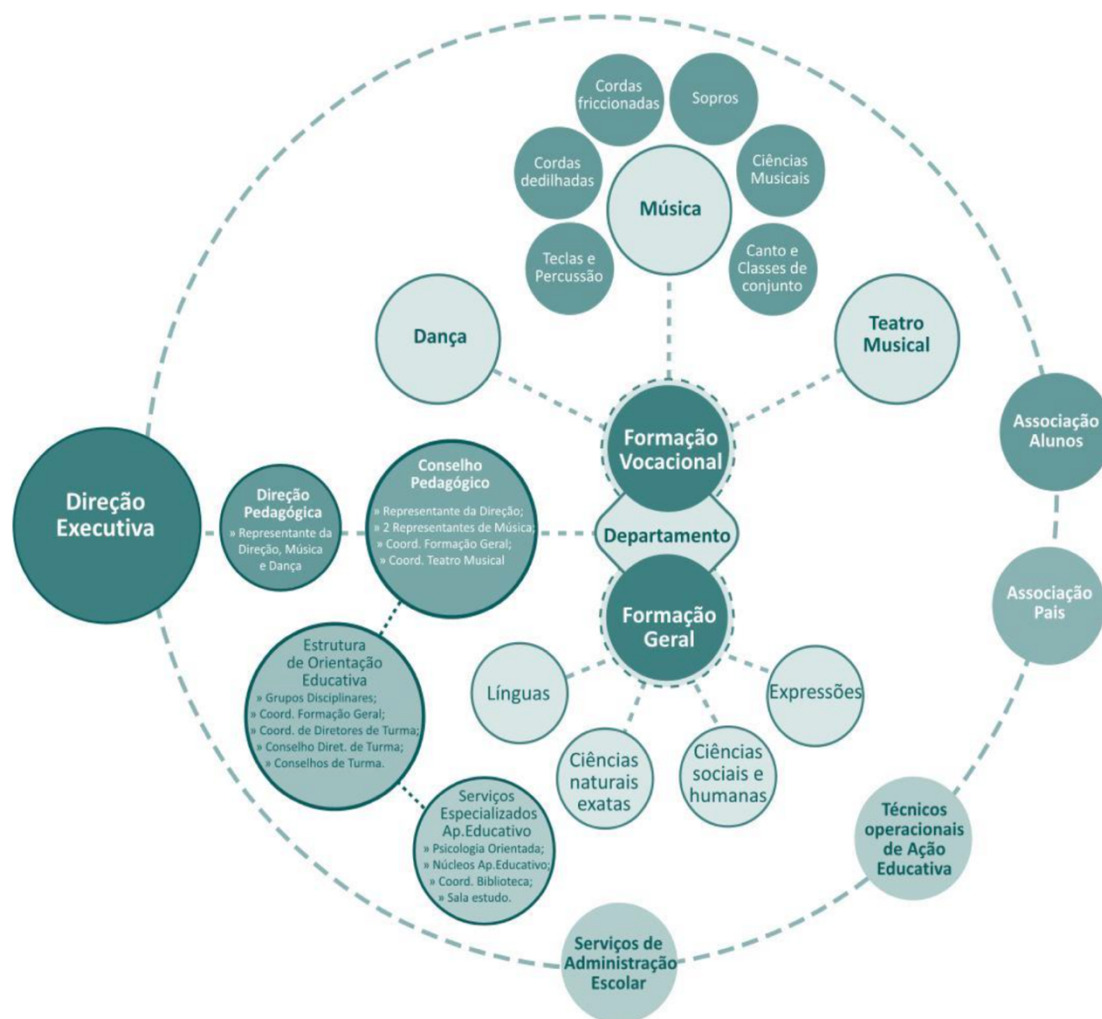 Cordas
friccionadas
Sopros
Cordas
dedilhadas
Ciências
Musicais
Música
Teclas e
Percussão
Canto e
Classes de
conjunto
Dança
Teatro
Musical
Formação
Vocacional
Associação
Alunos
Direção
Executiva
Direção
Pedagógica
» Representante da
Direção, Música
e Dança
Conselho
Pedagógico
» Representante da Direção;
» 2 Representantes de Música;
» Coord. Formação Geral;
» Coord. Teatro Musical
Departamento
Formação
Geral
Associação
Pais
Estrutura
de Orientação
Educativa
» Grupos Disciplinares;
» Coord. Formação Geral;
» Coord. de Diretores de Turma;
» Conselho Diret. de Turma;
» Conselhos de Turma.
Línguas
Ciências
naturais
exatas
Ciências
sociais e
humanas
Expressões
Serviços
Especializados
Ap.Educativo
» Psicologia Orientada;
» Núcleos Ap.Educativo;
» Coord. Biblioteca;
» Sala estudo.
Técnicos
operacionais
de Ação
Educativa
Serviços de
Administração
Escolar